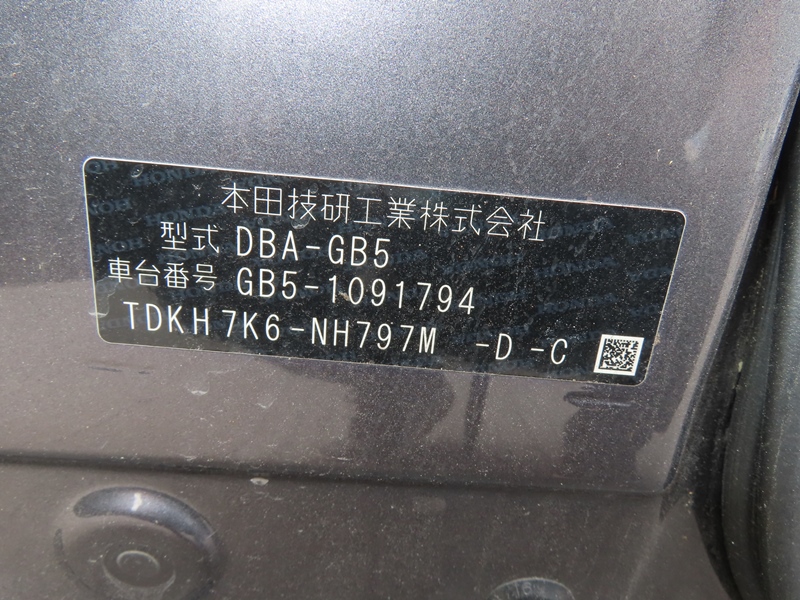 本田技研工業株式会社
型式 DBA-GB5
車台番号 GB5-1091794
TDKH7K6-NH797M -D -C